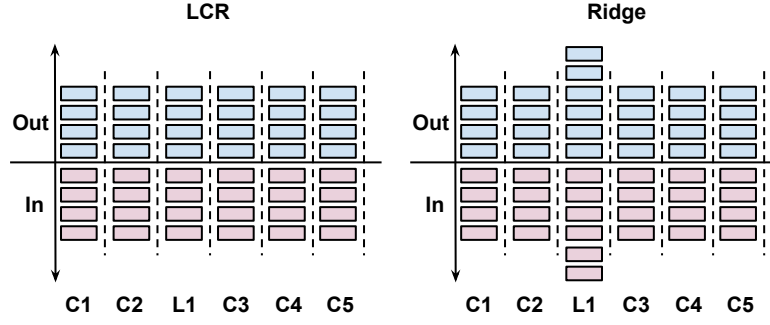 LCR
Out
In
C1 C2 L1 C3 C4 C5
Ridge
Out
In
C1 C2 L1 C3 C4 C5